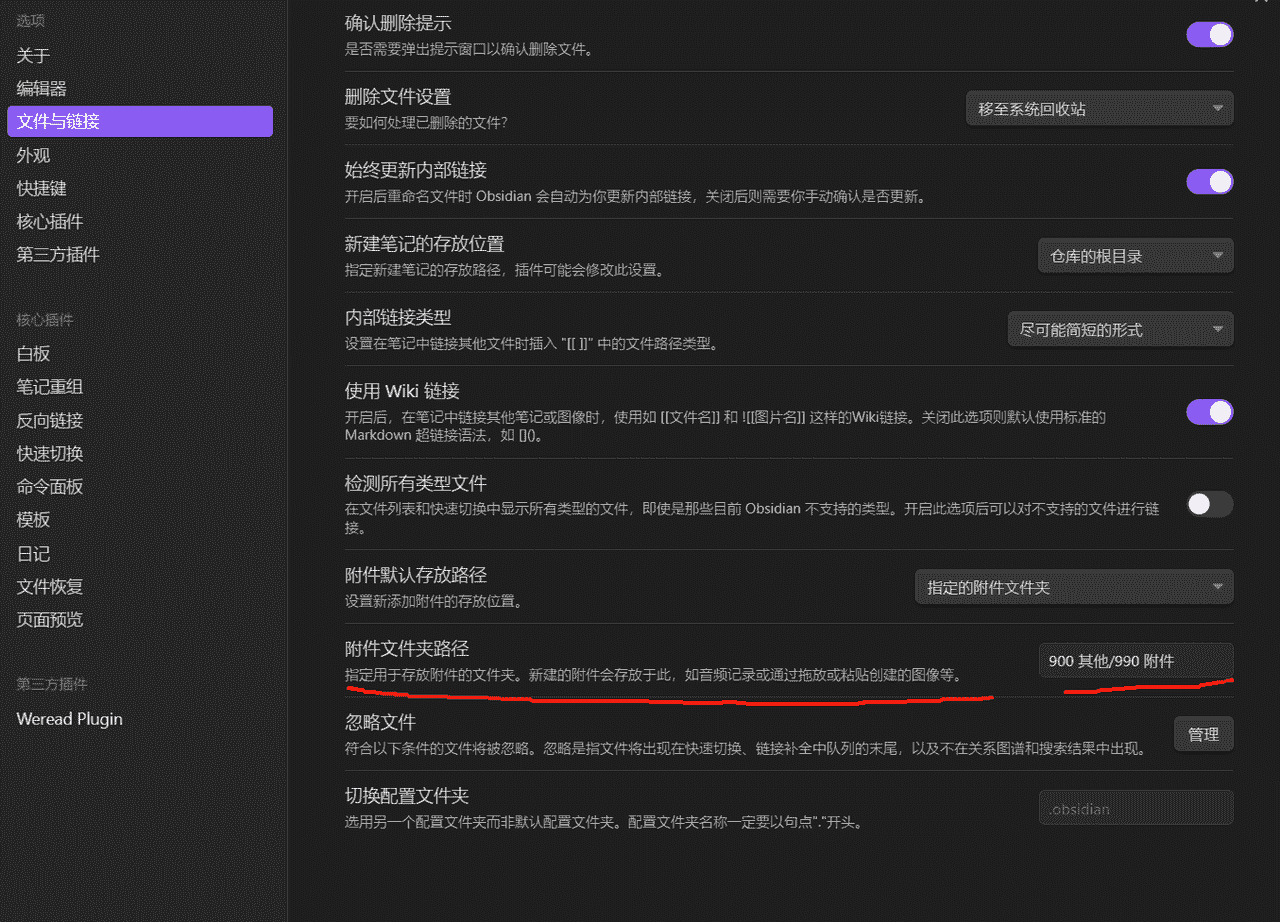 选项
关于
编辑器
文件与链接
外观
快捷键
核心插件
第三方插件
核心插件
白板
笔记重组
反向链接
快速切换
命令面板
模板
日记
文件恢复
页面预览
第三方插件
Weread Plugin
确认删除提示
是否需要弹出提示窗口以确认删除文件。
删除文件设置
要如何处理已删除的文件?
移至系统回收站
始终更新内部链接
开启后重命名文件时 Obsidian 会自动为你更新内部链接，关闭后则需要你手动确认是否更新。
新建笔记的存放位置
指定新建笔记的存放路径，插件可能会修改此设置。
仓库的根目录
内部链接类型
设置在笔记中链接其他文件时插入 "[[ ]]" 中的文件路径类型。
尽可能简短的形式
使用 Wiki 链接
开启后，在笔记中链接其他笔记或图像时，使用如 [[文件名]] 和 ![[图片名]] 这样的Wiki链接。关闭此选项则默认使用标准的
Markdown 超链接语法，如 []()。
检测所有类型文件
在文件列表和快速切换中显示所有类型的文件，即使是那些目前 Obsidian 不支持的类型。开启此选项后可以对不支持的文件进行链
接。
附件默认存放路径
设置新添加附件的存放位置。
指定的附件文件夹
附件文件夹路径
指定用于存放附件的文件夹。新建的附件会存放于此，如音频记录或通过拖放或粘贴创建的图像等。
900 其他/990 附件
忽略文件
符合以下条件的文件将被忽略。忽略是指文件将出现在快速切换、链接补全中队列的末尾，以及不在关系图谱和搜索结果中出现。
管理
切换配置文件夹
选用另一个配置文件夹而非默认配置文件夹。配置文件夹名称一定要以句点"."开头。
.obsidian